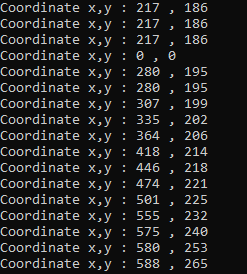 Coordinate x,y : 217 , 186
Coordinate x,y : 217 , 186
Coordinate x,y : 217 , 186
Coordinate x,y : 0 , 0
Coordinate x,y : 280 , 195
Coordinate x,y : 280 , 195
Coordinate x,y : 307 , 199
Coordinate x,y : 335 , 202
Coordinate x,y : 364 , 206
Coordinate x,y : 418 , 214
Coordinate x,y : 446 , 218
Coordinate x,y : 474 , 221
Coordinate x,y : 501 , 225
Coordinate x,y : 555 , 232
Coordinate x,y : 575 , 240
Coordinate x,y : 580 , 253
Coordinate x,y : 588 , 265